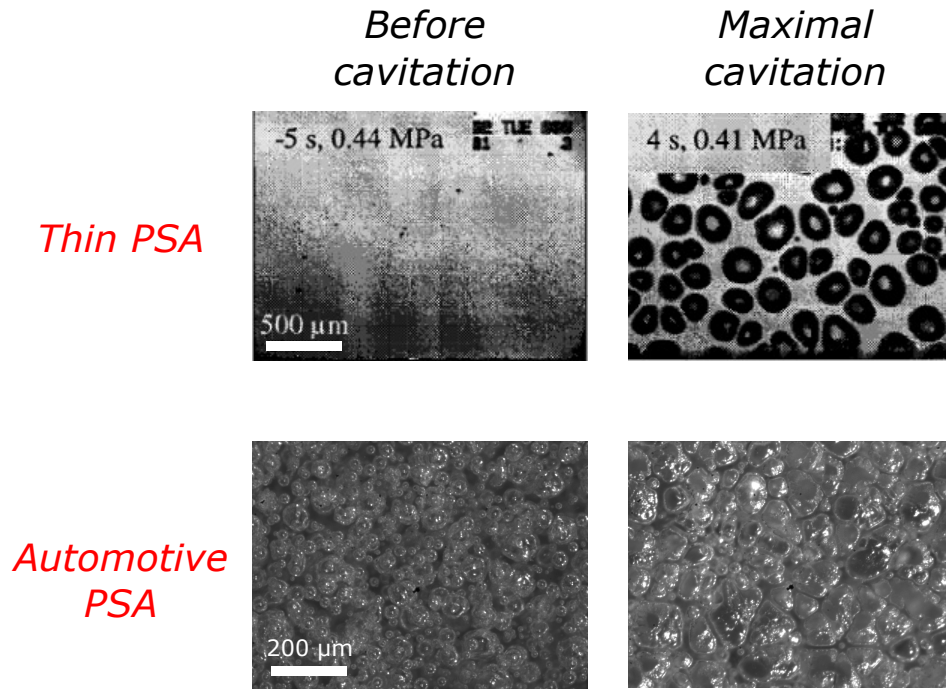 Before
cavitation
Maximal
cavitation
Thin PSA
-5 s, 0.44 MPa
TUE
500 µm
4 s, 0.41 MPa
Automotive
PSA
200 µm